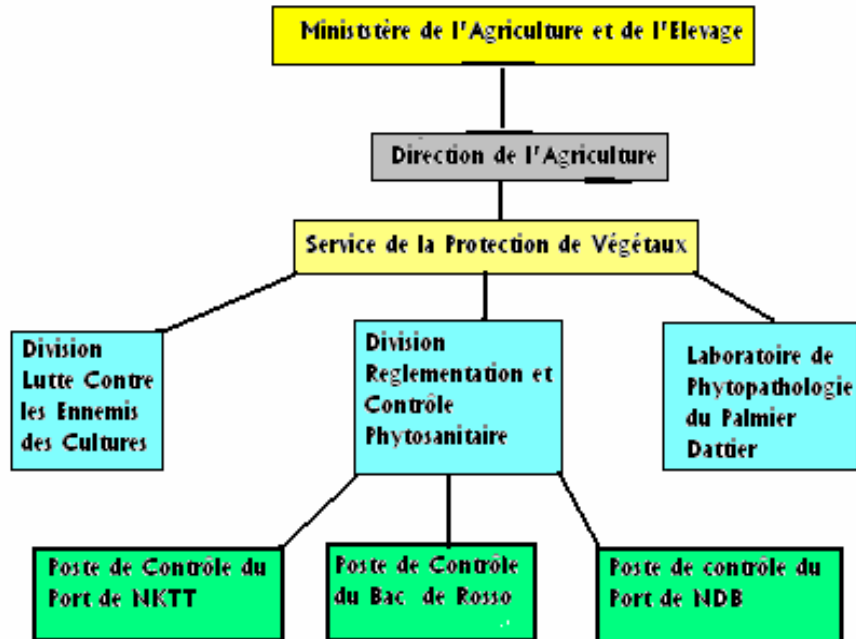 Minististère de l'Agriculture et de l'Elevage
Direction de l'Agriculture
Service de la Protection de Végétaux
Division
Lutte Contre
les Ennemis
des Cultures
Division
Reglementation et
Contrôle
Phytosanitaire
Laboratoire de
Phytopathologie
du Palmier
Dattier
Poste de Contrôle du
Port de NKTT
Poste de Contrôle
du Bac de Rosso
Poste de contrôle du
Port de NDB